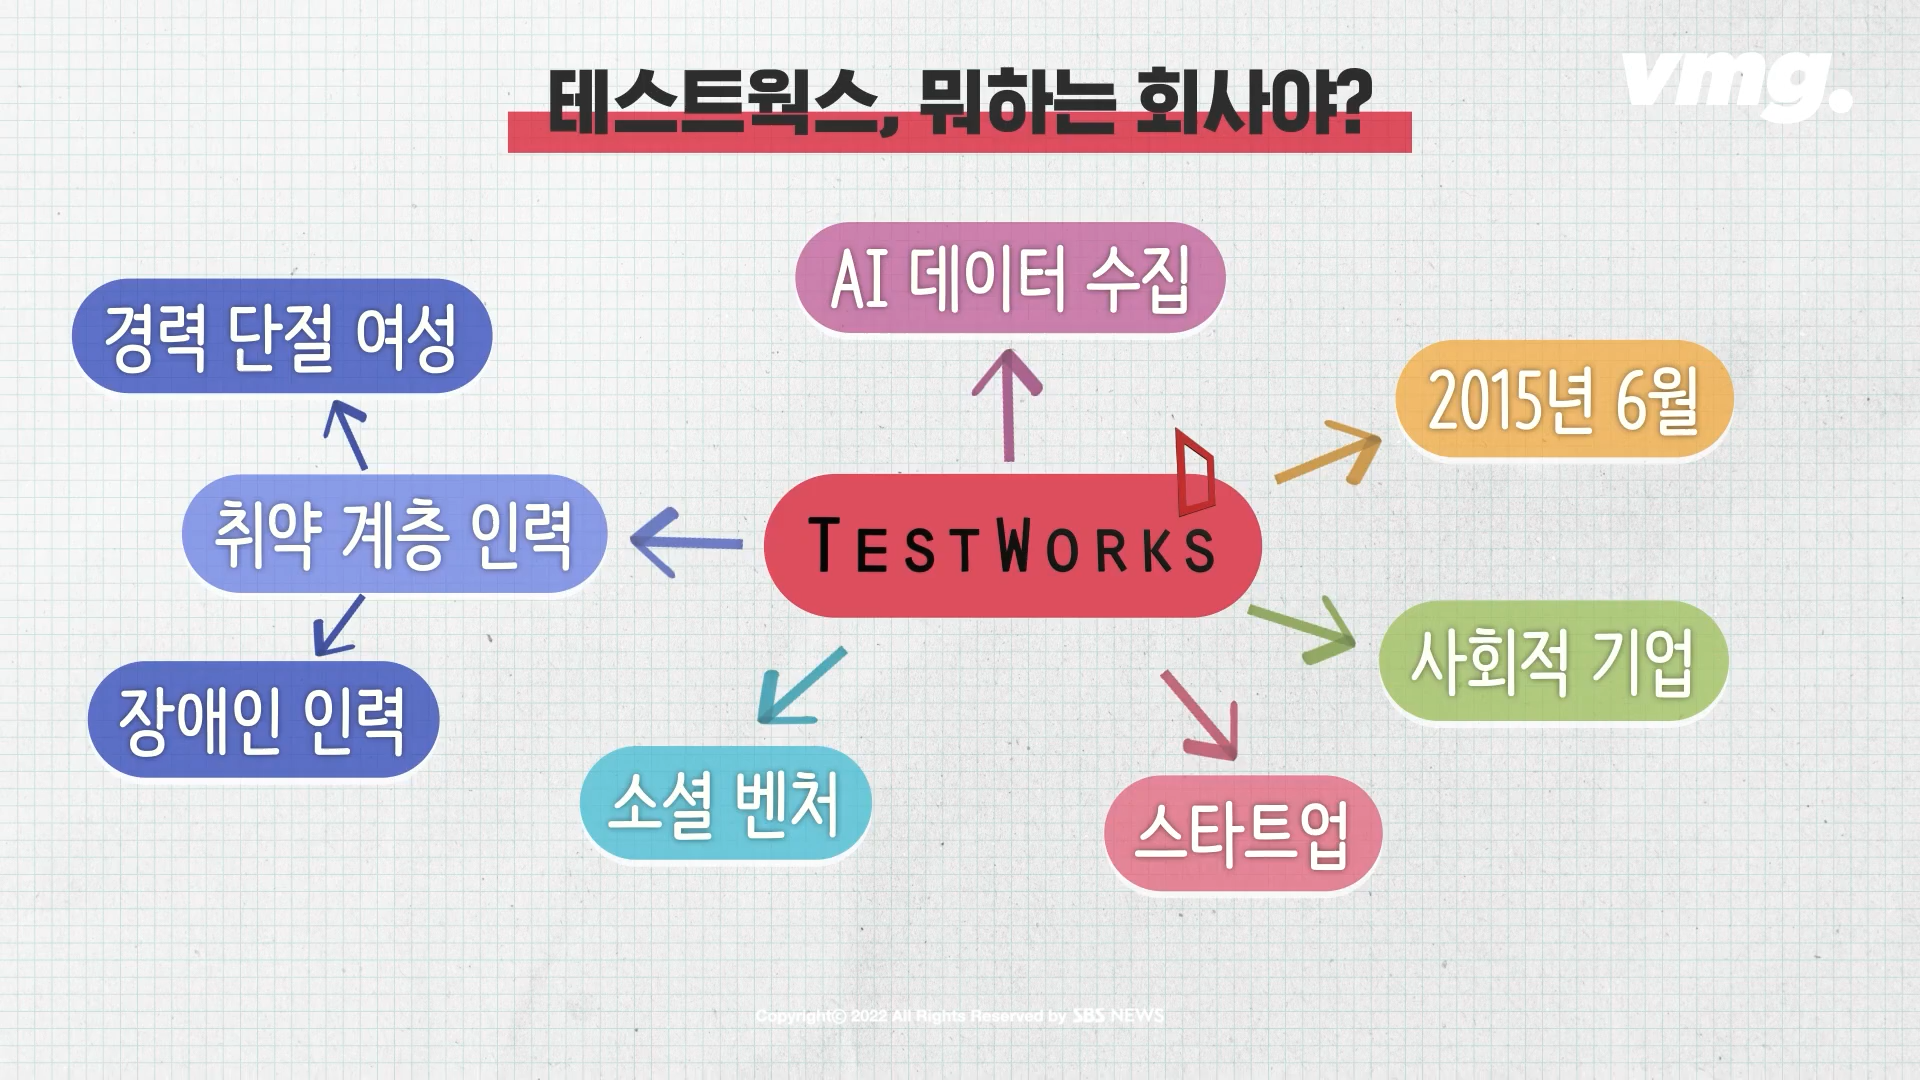 테스트웍스, 뭐하는 회사야?
vmg.
AI 데이터 수집
경력 단절 여성
2015년 6월
취약 계층 인력
TESTWORKS
사회적 기업
장애인 인력
소셜 벤처
스타트업
Copyrightⓒ 2022 All Rights Reserved by SBS NEWS